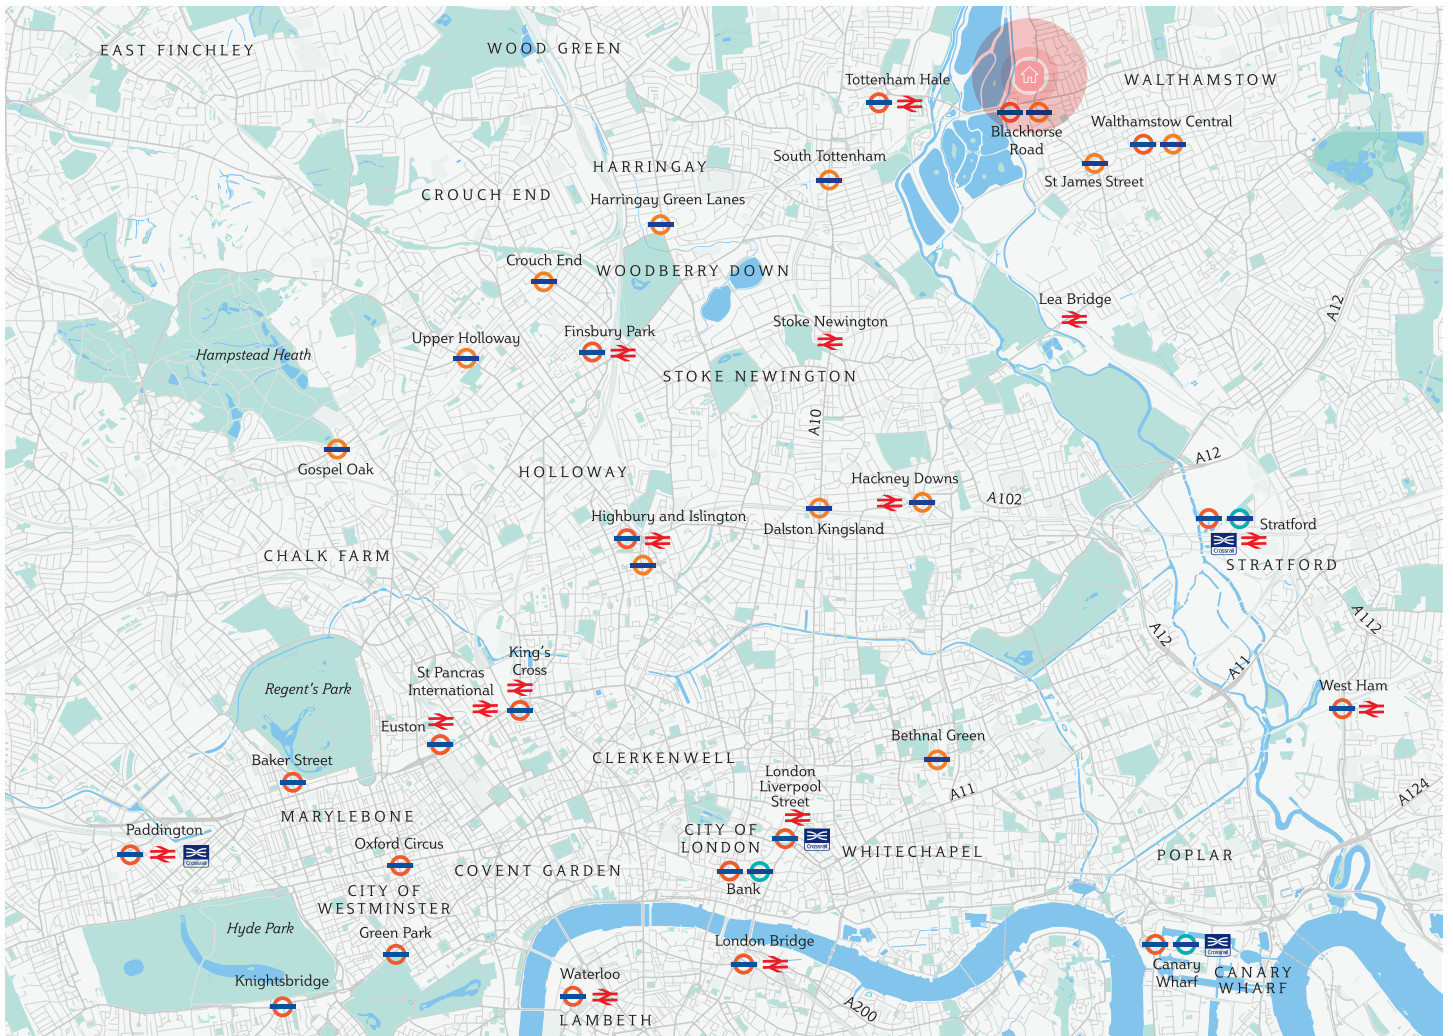 EAST FINCHLEY
WOOD GREEN
Tottenham Hale
WALTHAMSTOW
Walthamstow Central
Blackhorse
Road
South Tottenham
HARRINGAY
St James Street
CROUCH END
Harringay Green Lanes
Crouch End
WOODBERRY DOWN
Lea Bridge
A12
Stoke Newington
Finsbury Park
Upper Holloway
Hampstead Heath
STOKE NEWINGTON
A10
A12
Gospel Oak
HOLLOWAY
Hackney Downs
A102
Highbury and Islington
Dalston Kingsland
Stratford
Crossrail
CHALK FARM
STRATFORD
A112
A12
King's
Cross
St Pancras
International
A11
Regent's Park
West Ham
Euston
Bethnal Green
Baker Street
CLERKENWELL
London
Liverpool
Street
A11
A124
MARYLEBONE
Paddington
Crossrail
Oxford Circus
CITY OF
LONDON
Crossrail
WHITECHAPEL
POPLAR
COVENT GARDEN
Bank
CITY OF
WESTMINSTER
Hyde Park
Green Park
London Bridge
Crossrail
Canary
Wharf
CANARY
WHARF
Knightsbridge
Waterloo
A200
LAMBETH